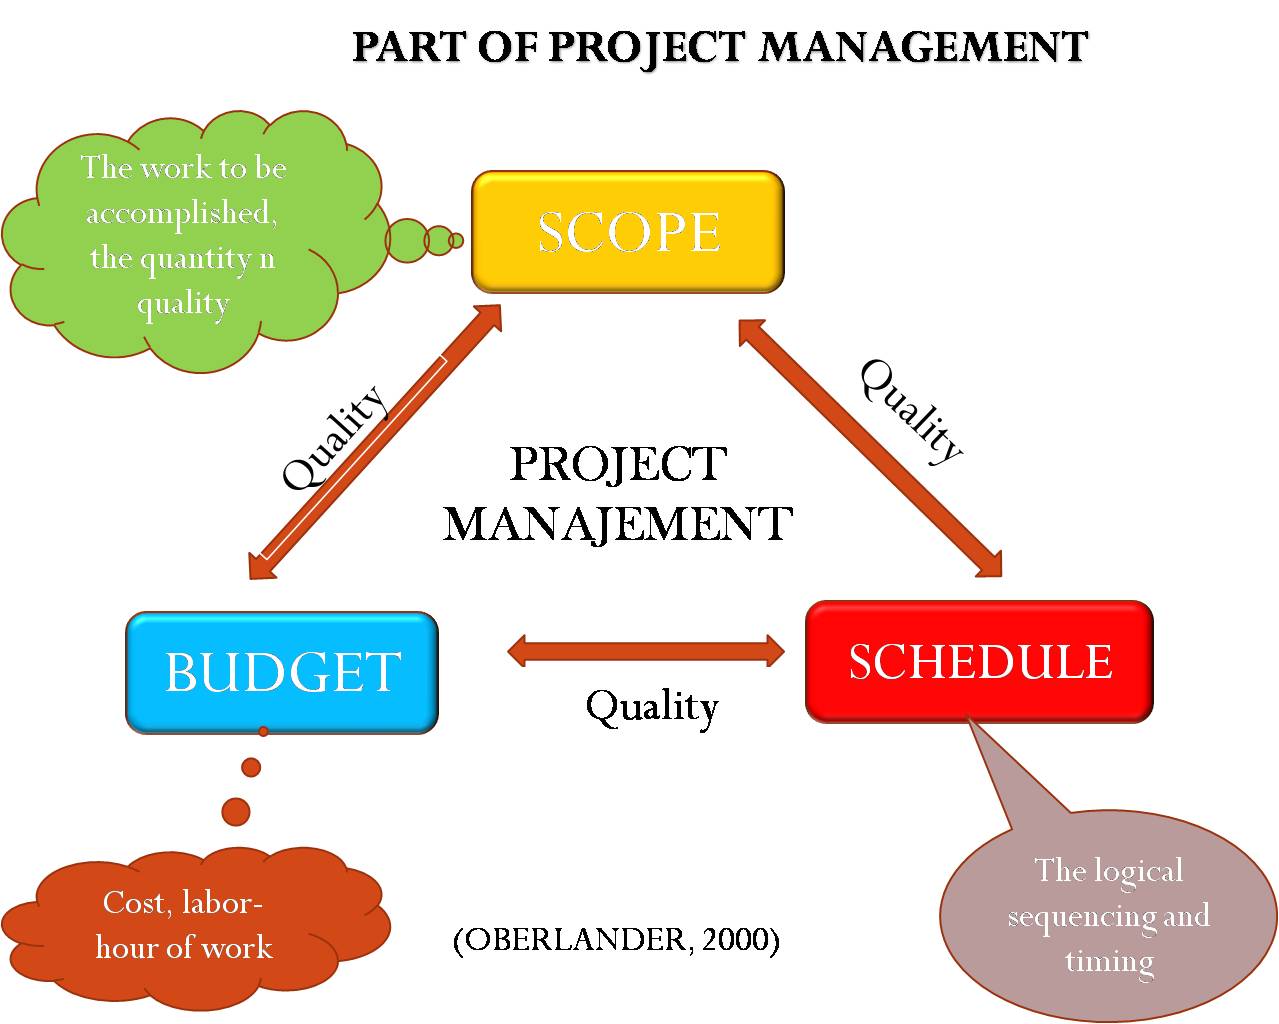 PART OF PROJECT MANAGEMENT
The work to be
accomplished,
the quantity n
quality
SCOPE
Quality
Quality
PROJECT
MANAJEMENT
BUDGET
SCHEDULE
Quality
Cost, labor-
hour of work
(OBERLANDER, 2000)
The logical
sequencing and
timing